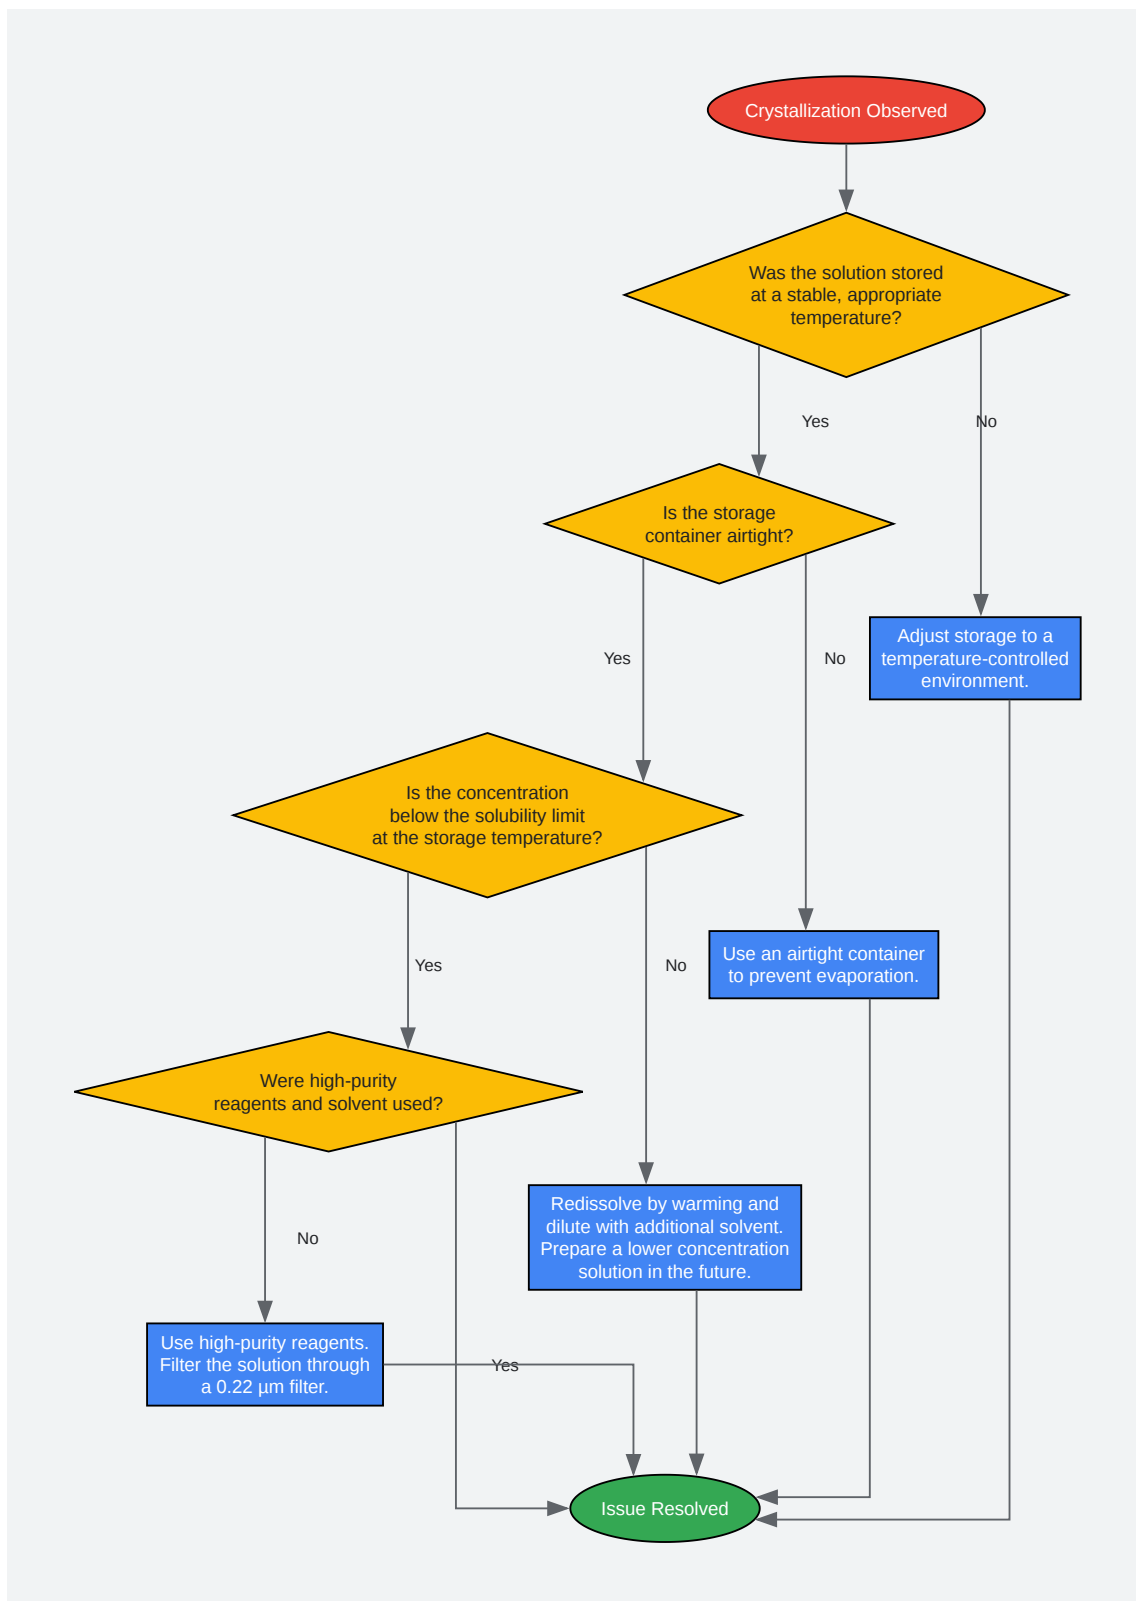 Crystallization Observed
Was the solution stored
at a stable, appropriate
temperature?
Yes
No
Is the storage
container airtight?
Adjust storage to a
temperature-controlled
environment.
Yes
No
Is the concentration
below the solubility limit
at the storage temperature?
Use an airtight container
to prevent evaporation.
Yes
No
Were high-purity
reagents and solvent used?
Redissolve by warming and
dilute with additional solvent.
Prepare a lower concentration
solution in the future.
No
Use high-purity reagents.
Filter the solution through
a 0.22 µm filter.
Yes
Issue Resolved